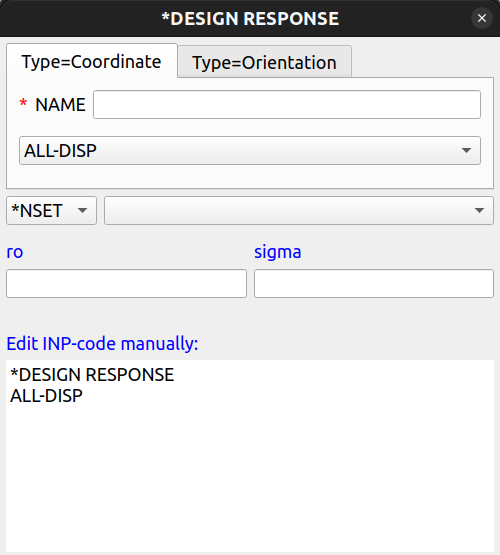 *DESIGN RESPONSE
Type=Coordinate Type=Orientation
* NAME
ALL-DISP
*NSET
ro sigma
Edit INP-code manually:
*DESIGN RESPONSE
ALL-DISP